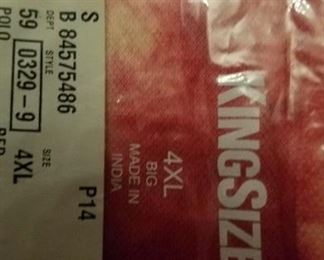 S
B 84575486 P14
DEPT STYLE SIZE
59 0329-9 4XL
POLO
KINGSIZE
4XL
BIG
MADE IN
INDIA